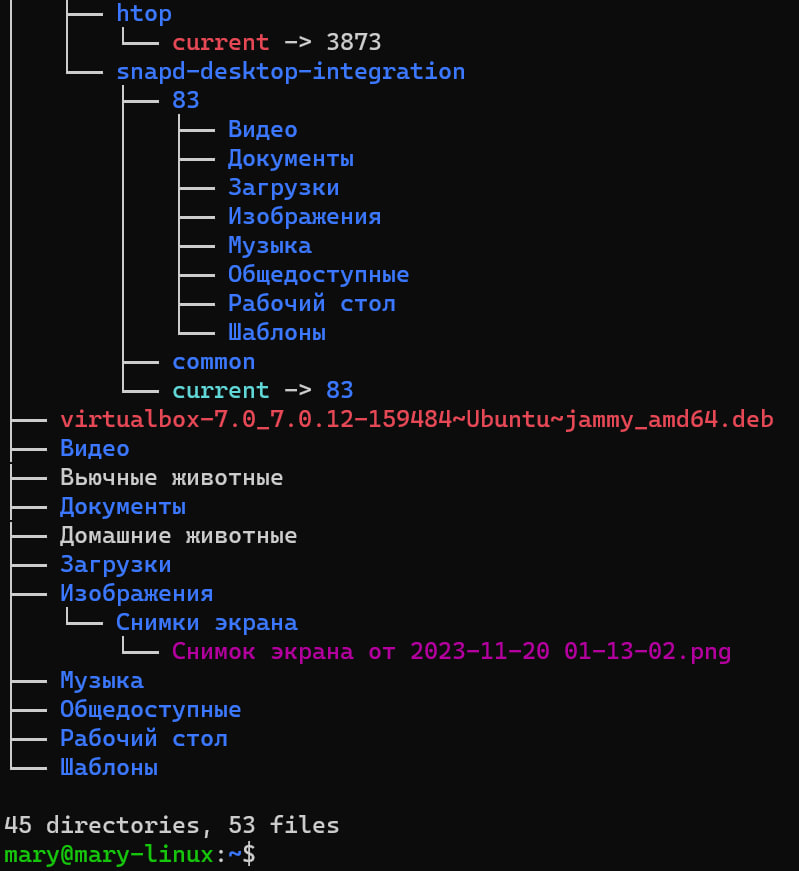 ├── htop
│   └── current -> 3873
└── snapd-desktop-integration
    ├── 83
    │   ├── Видео
    │   ├── Документы
    │   ├── Загрузки
    │   ├── Изображения
    │   ├── Музыка
    │   ├── Общедоступные
    │   ├── Рабочий стол
    │   └── Шаблоны
    ├── common
    └── current -> 83
├── virtualbox-7.0_7.0.12-159484~Ubuntu~jammy_amd64.deb
├── Видео
├── Вьючные животные
├── Документы
├── Домашние животные
├── Загрузки
├── Изображения
│   └── Снимки экрана
│       └── Снимок экрана от 2023-11-20 01-13-02.png
├── Музыка
├── Общедоступные
├── Рабочий стол
└── Шаблоны
45 directories, 53 files
mary@mary-linux:~$